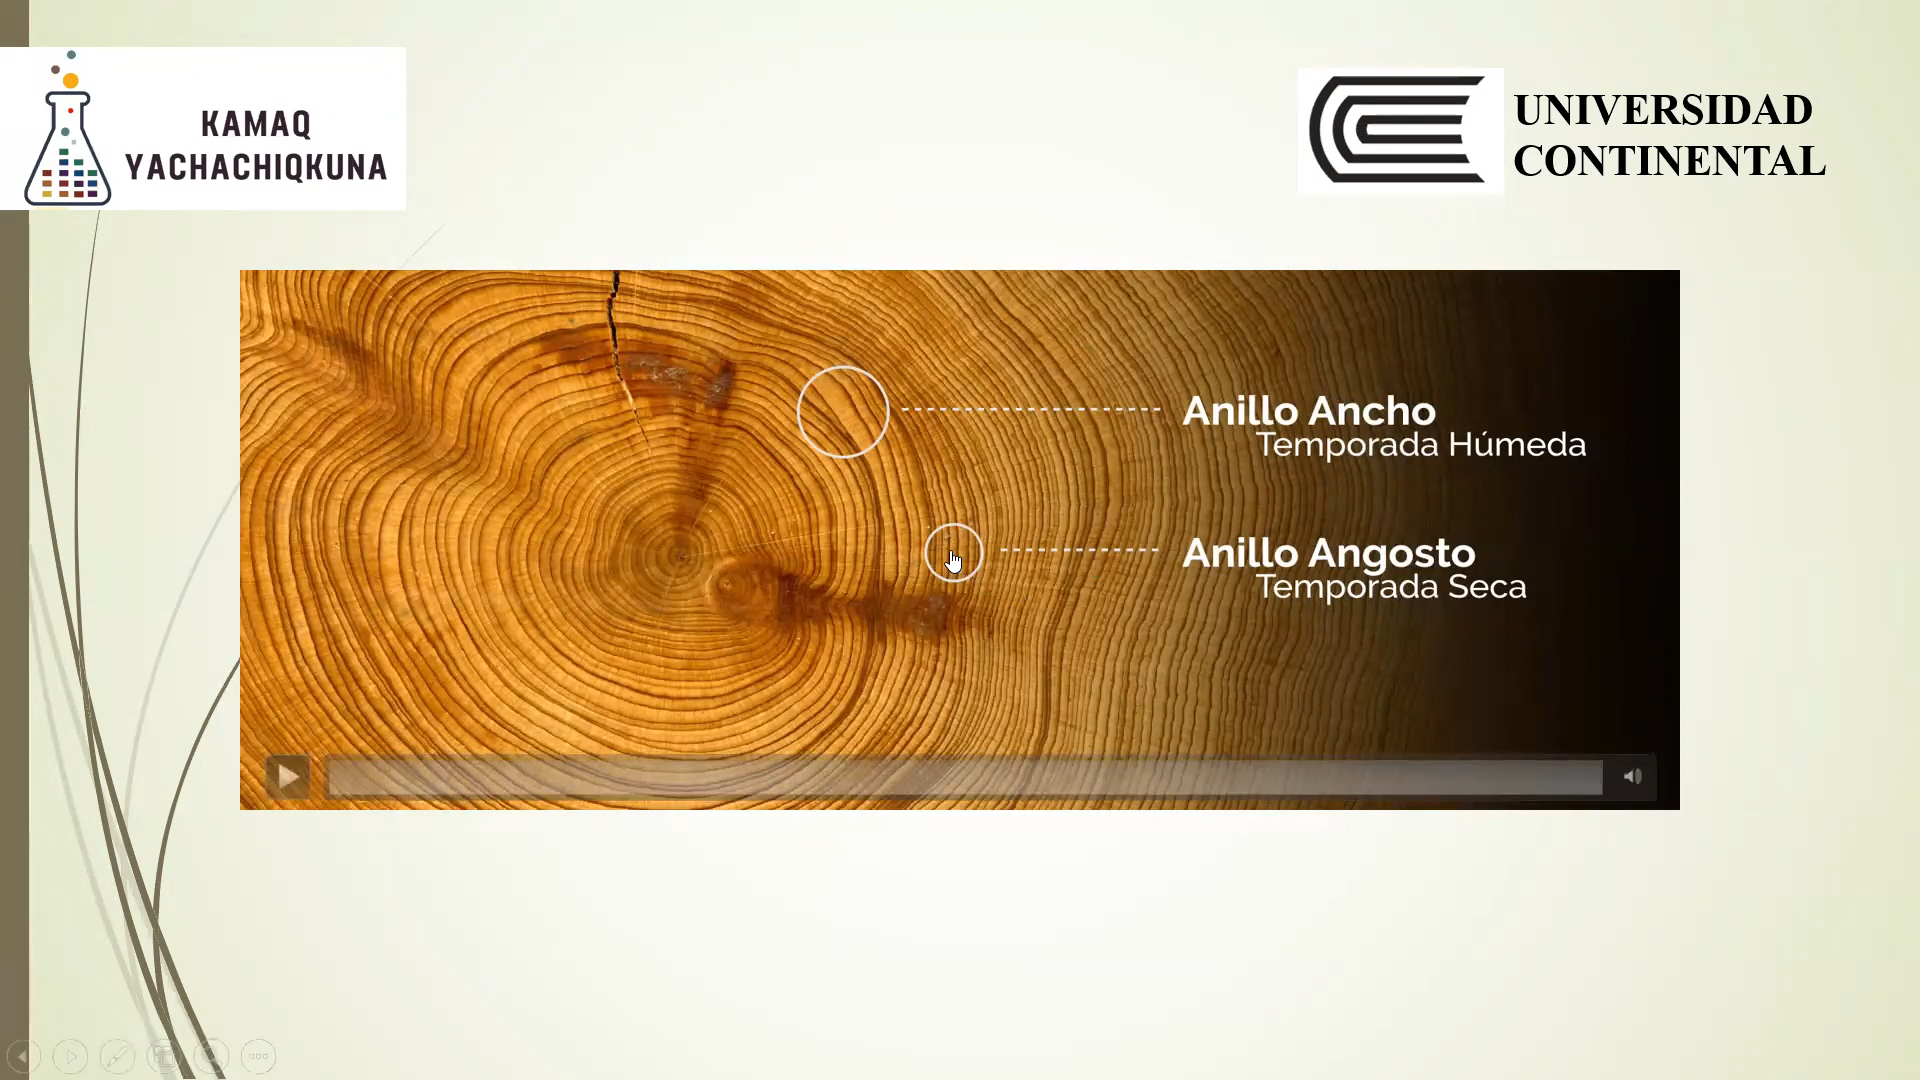 KAMAQ
YACHACHIQKUNA
UNIVERSIDAD
CONTINENTAL
Anillo Ancho
Temporada Húmeda
Anillo Angosto
Temporada Seca